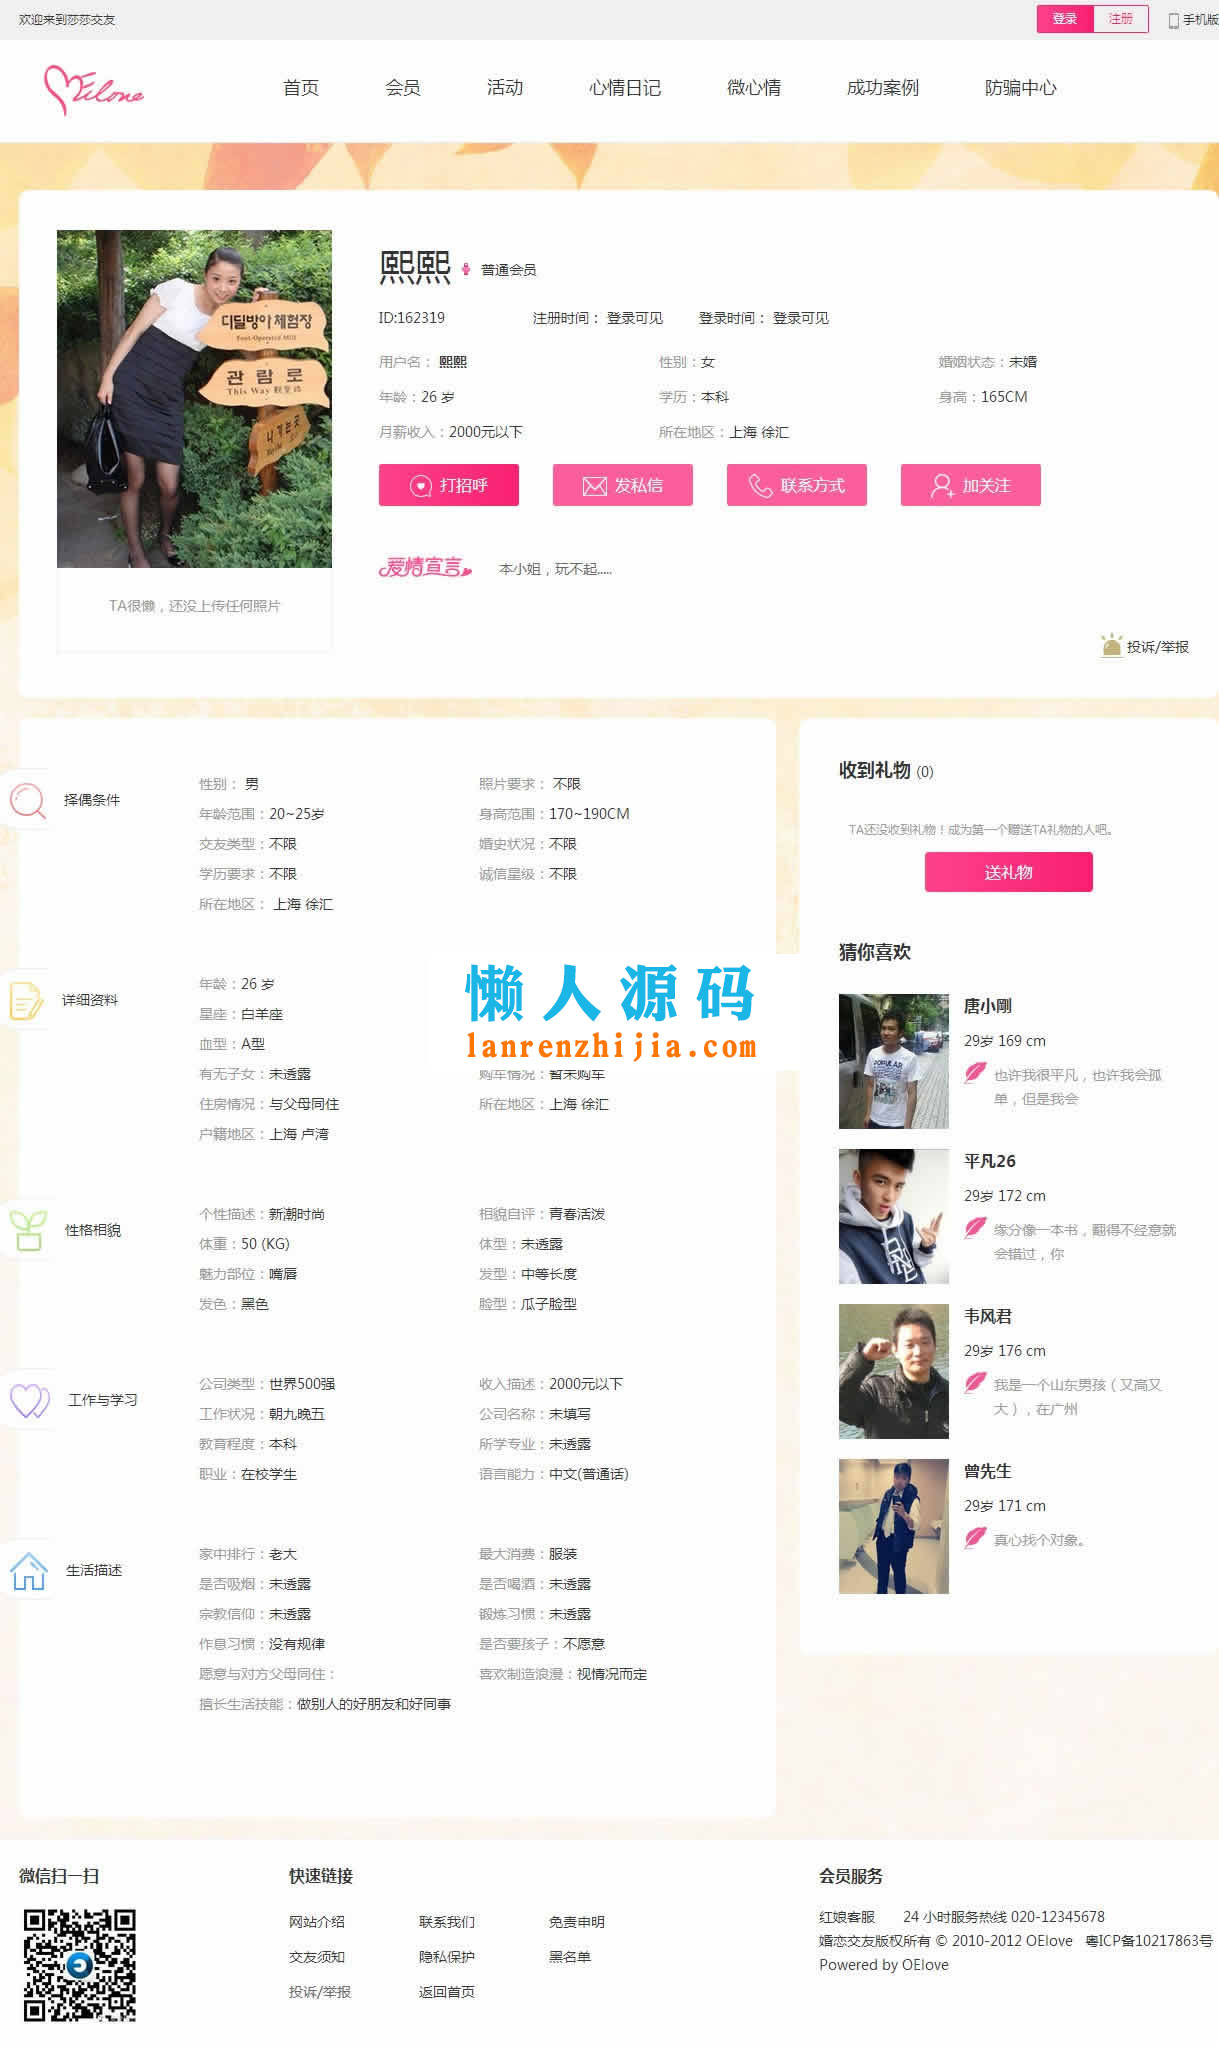 欢迎来到莎莎交友
登录 注册 手机版
Eilone
首页 会员 活动 心情日记 微心情 成功案例 防骗中心
디딜방아 체험장
Foot-Operated Mill
관람로
This Way
나가는곳
熙熙 普通会员
ID:162319 注册时间： 登录可见 登录时间： 登录可见
用户名： 熙熙 性别：女 婚姻状态：未婚
年龄：26 岁 学历：本科 身高：165CM
月薪收入：2000元以下 所在地区：上海 徐汇
打招呼 发私信 联系方式 加关注
爱情宣言 本小姐，玩不起.....
TA很懒，还没上传任何照片
投诉/举报
择偶条件
性别： 男 照片要求： 不限
年龄范围：20~25岁 身高范围：170~190CM
交友类型：不限 婚史状况：不限
学历要求：不限 诚信星级：不限
所在地区： 上海 徐汇
详细资料
年龄：26 岁
星座：白羊座
血型：A型
有无子女：未透露 购车情况：暂未购车
住房情况：与父母同住 所在地区：上海 徐汇
户籍地区：上海 卢湾
懒人源码
lanrenzhijia.com
性格相貌
个性描述：新潮时尚 相貌自评：青春活泼
体重：50 (KG) 体型：未透露
魅力部位：嘴唇 发型：中等长度
发色：黑色 脸型：瓜子脸型
工作与学习
公司类型：世界500强 收入描述：2000元以下
工作状况：朝九晚五 公司名称：未填写
教育程度：本科 所学专业：未透露
职业：在校学生 语言能力：中文(普通话)
生活描述
家中排行：老大 最大消费：服装
是否吸烟：未透露 是否喝酒：未透露
宗教信仰：未透露 锻炼习惯：未透露
作息习惯：没有规律 是否要孩子：不愿意
愿意与对方父母同住： 喜欢制造浪漫：视情况而定
擅长生活技能：做别人的好朋友和好同事
收到礼物 (0)
TA还没收到礼物！成为第一个赠送TA礼物的人吧。
送礼物
猜你喜欢
唐小刚
29岁 169 cm
也许我很平凡，也许我会孤
单，但是我会
平凡26
29岁 172 cm
缘分像一本书，翻得不经意就
会错过，你
韦风君
29岁 176 cm
我是一个山东男孩（又高又
大），在广州
曾先生
29岁 171 cm
真心找个对象。
微信扫一扫
快速链接
网站介绍 联系我们 免责申明
交友须知 隐私保护 黑名单
投诉/举报 返回首页
会员服务
红娘客服 24 小时服务热线 020-12345678
婚恋交友版权所有 © 2010-2012 OElove 粤ICP备10217863号
Powered by OElove